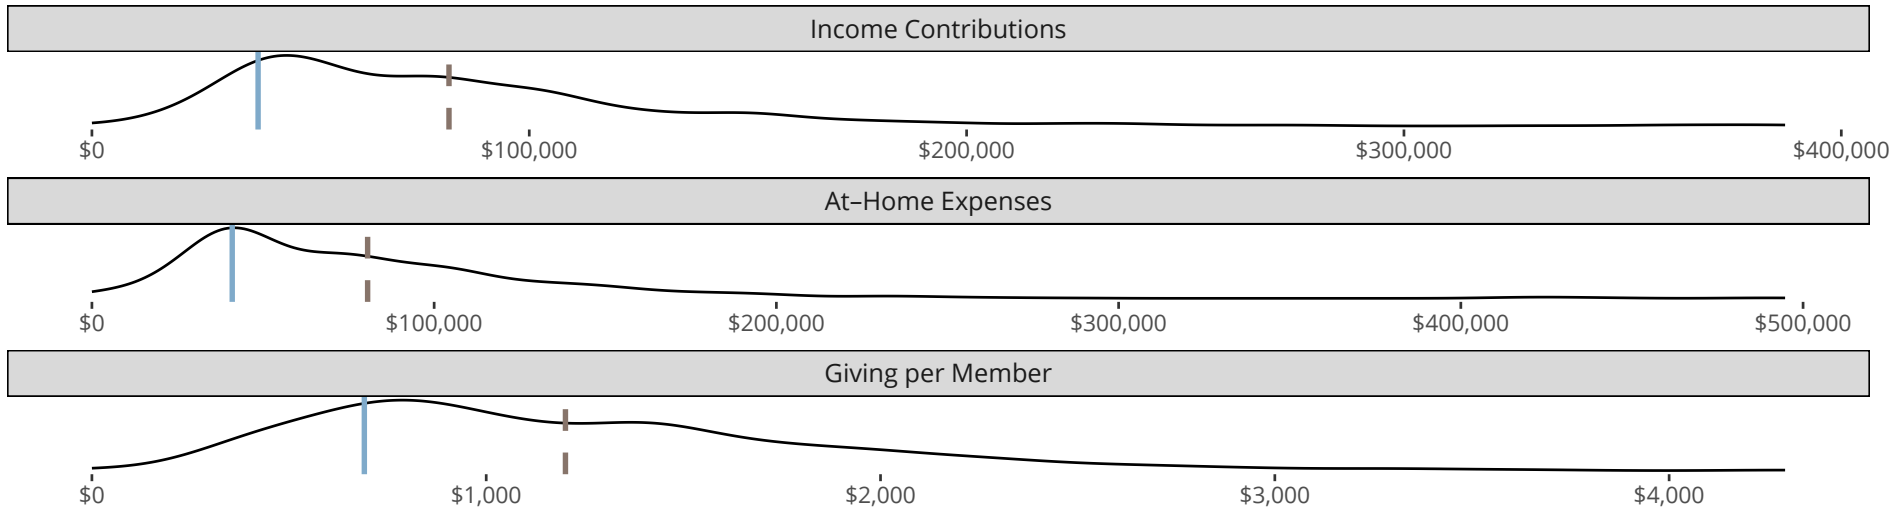 Income Contributions
$0 $100,000 $200,000 $300,000 $400,000
At–Home Expenses
$0 $100,000 $200,000 $300,000 $400,000 $500,000
Giving per Member
$0 $1,000 $2,000 $3,000 $4,000